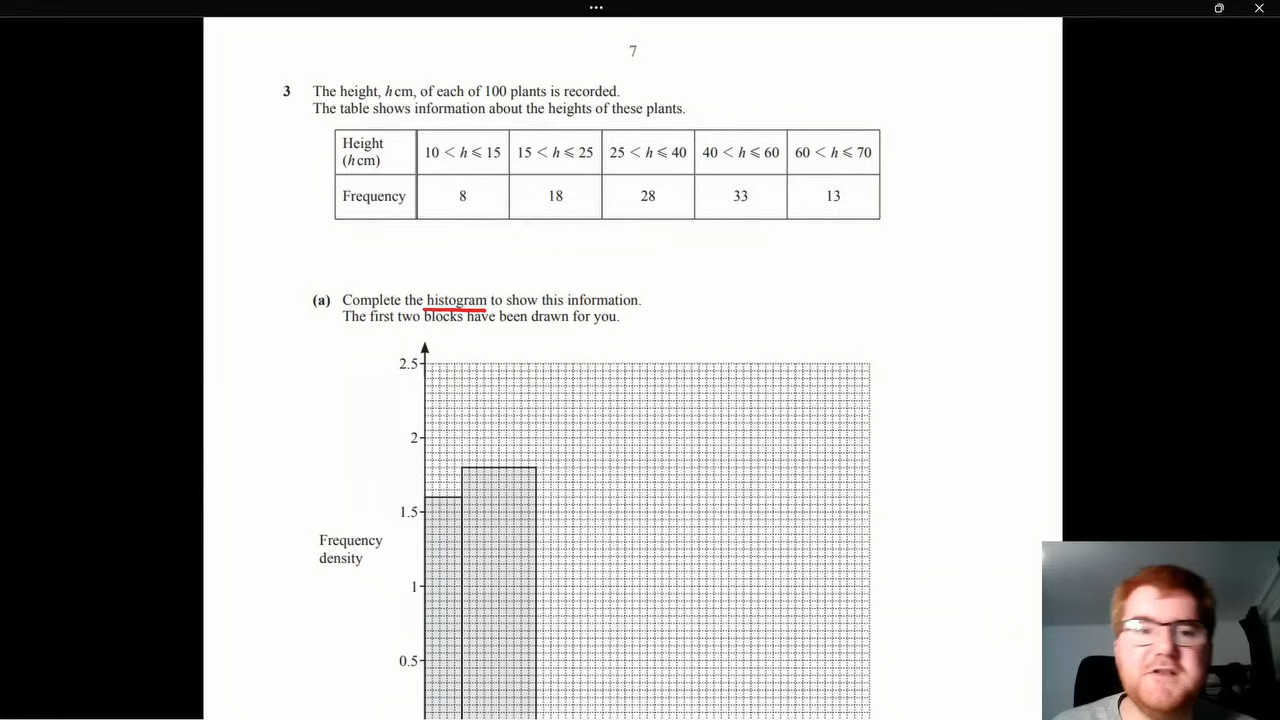 7
3 The height, h cm, of each of 100 plants is recorded.
The table shows information about the heights of these plants.
Height (h cm) 10 < h ⩽ 15 15 < h ⩽ 25 25 < h ⩽ 40 40 < h ⩽ 60 60 < h ⩽ 70
Frequency 8 18 28 33 13
(a) Complete the histogram to show this information.
The first two blocks have been drawn for you.
2.5
2
1.5
Frequency
density
1
0.5